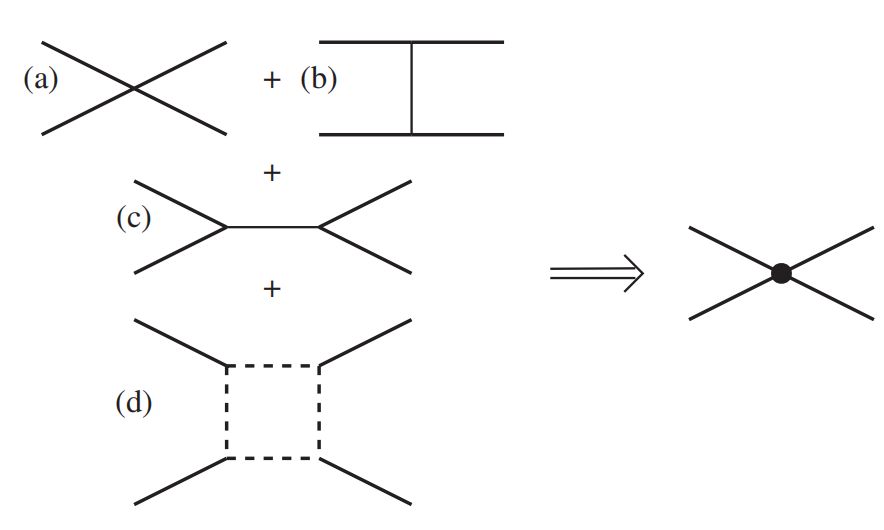 (a) + (b)
+
(c)
+
(d)